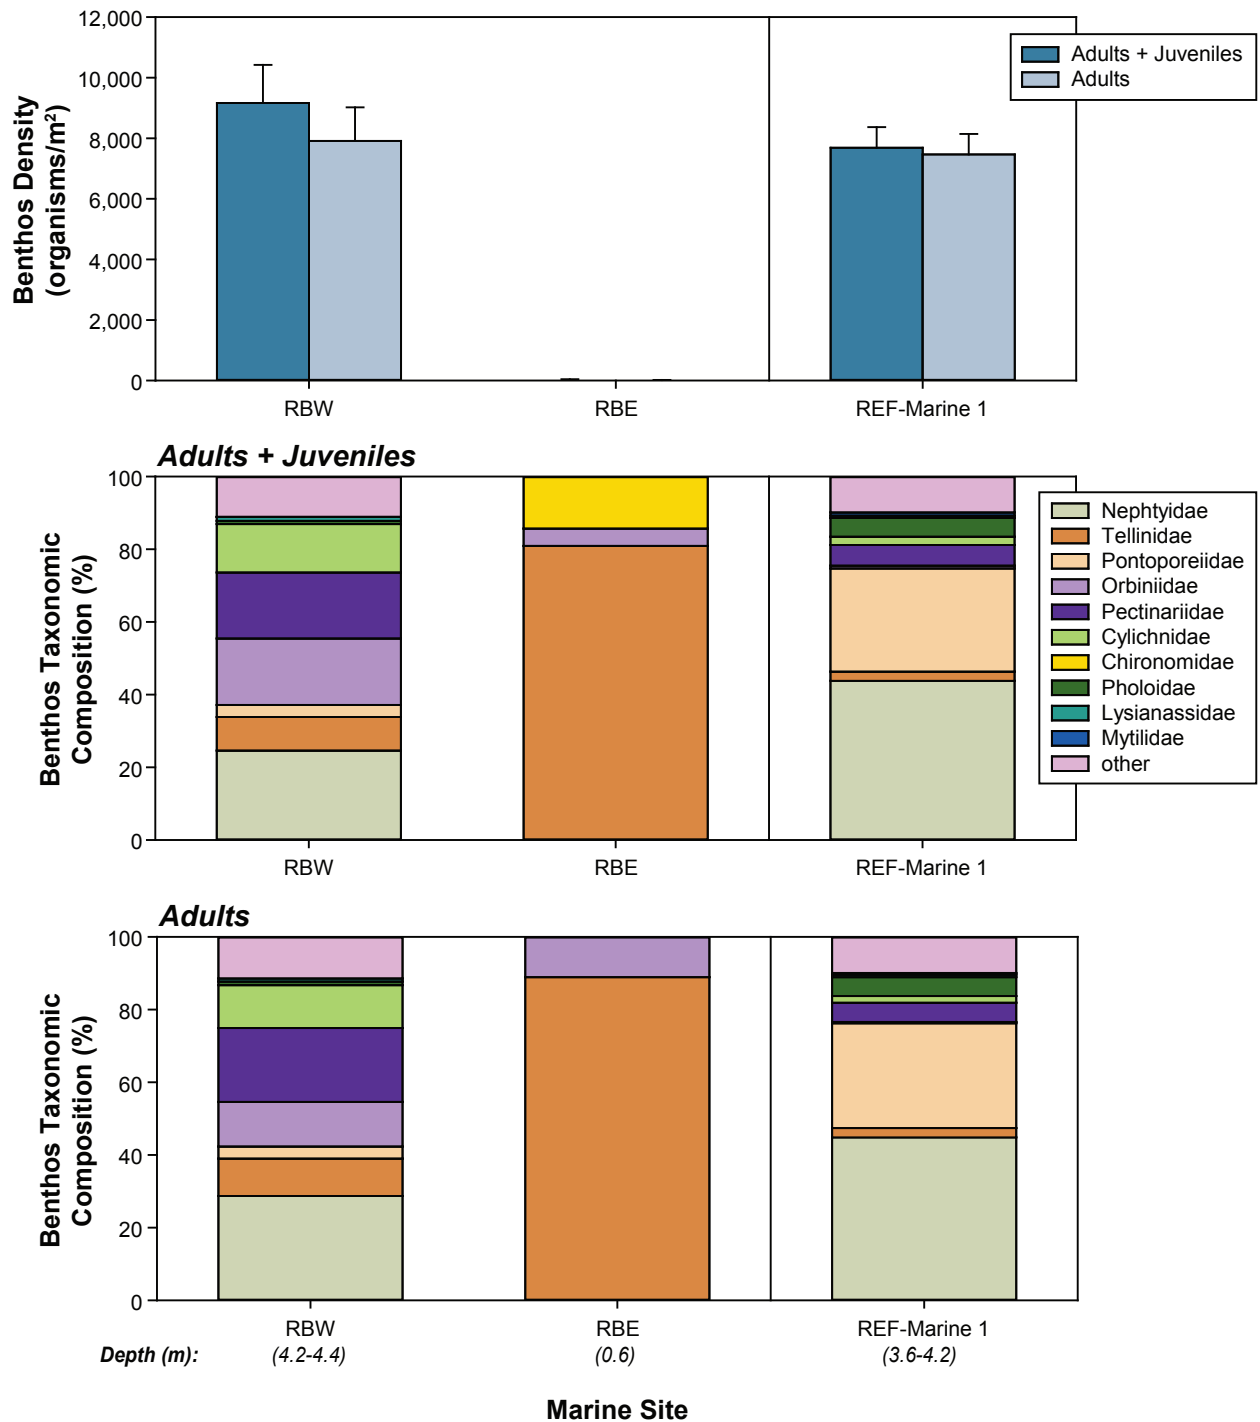 12,000
10,000
8,000
6,000
4,000
2,000
0
Benthos Density
(organisms/m²)
Adults + Juveniles
Adults
RBW
RBE
REF-Marine 1
Adults + Juveniles
100
80
60
40
20
0
Benthos Taxonomic
Composition (%)
Nephtyidae
Tellinidae
Pontoporeiidae
Orbiniidae
Pectinariidae
Cylichnidae
Chironomidae
Pholoidae
Lysianassidae
Mytilidae
other
RBW
RBE
REF-Marine 1
Adults
100
80
60
40
20
0
Benthos Taxonomic
Composition (%)
RBW
RBE
REF-Marine 1
Depth (m): (4.2-4.4) (0.6) (3.6-4.2)
Marine Site